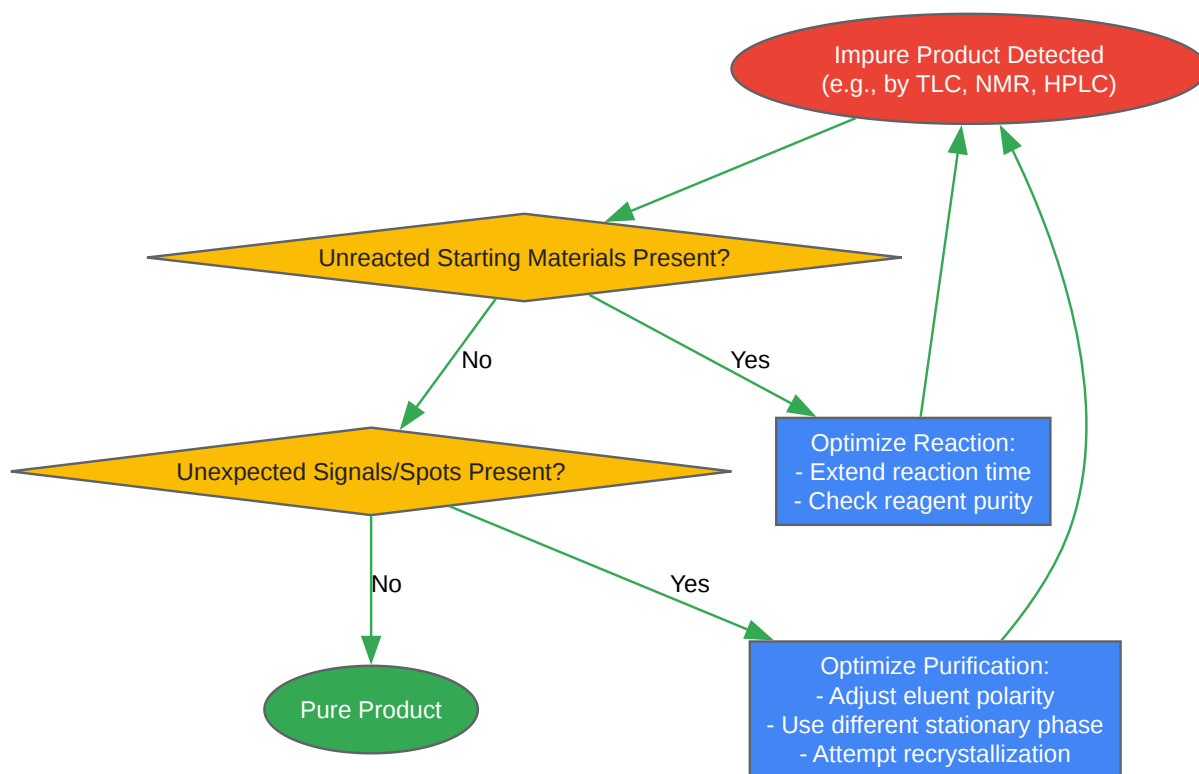 Impure Product Detected
(e.g., by TLC, NMR, HPLC)
Unreacted Starting Materials Present?
No
Yes
Optimize Reaction:
- Extend reaction time
- Check reagent purity
Unexpected Signals/Spots Present?
No
Yes
Pure Product
Optimize Purification:
- Adjust eluent polarity
- Use different stationary phase
- Attempt recrystallization